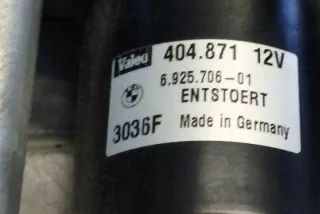 Valeo 404.871 12V
6.925.706-01
ENTSTOERT
3036F Made in Germany